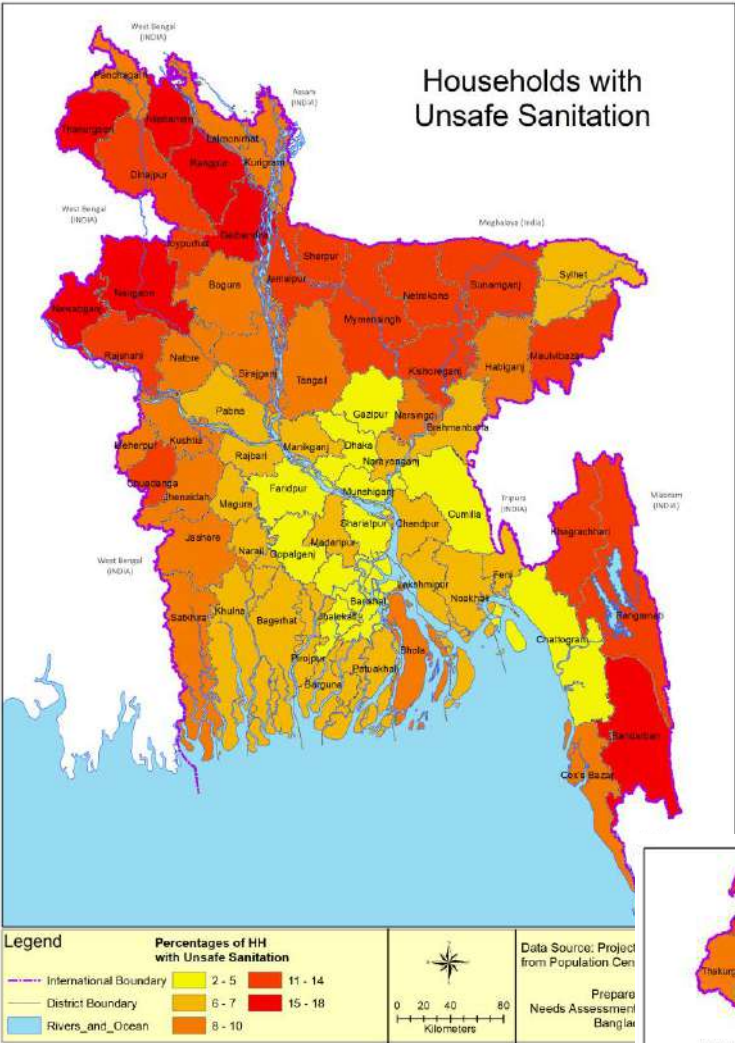 Households with
Unsafe Sanitation
West Bengal
(INDIA)
Assam
(INDIA)
Panchagarh
Thakurgaon
Nilphamari
Lalmonirhat
Rangpur
Kurigram
Dinajpur
West Bengal
(INDIA)
Gaibandha
Meghalaya (India)
Joypurhat
Sherpur
Jamalpur
Sylhet
Bogura
Netrokona
Sunamganj
Naogaon
Nawabganj
Mymensingh
Rajshahi
Natore
Sirajganj
Tangail
Kishoreganj
Habiganj
Maulvibazar
Pabna
Gazipur
Narsingdi
Brahmanbaria
Meherpur
Kushtia
Rajbari
Manikganj
Dhaka
Narayanganj
Chuadanga
Jhenaidah
Magura
Faridpur
Munshiganj
Cumilla
Tripura
(INDIA)
Mizoram
(INDIA)
Shariatpur
Chandpur
Khagrachhari
Jashore
Narail
Gopalganj
Madaripur
West Bengal
(INDIA)
Satkhira
Khulna
Bagerhat
Barishal
Jhalokati
Lakshmipur
Noakhali
Feni
Chattogram
Rangamati
Pirojpur
Barguna
Patuakhali
Bhola
Bandarban
Cox's Bazar
Thakurg
Legend
International Boundary
District Boundary
Rivers_and_Ocean
Percentages of HH
with Unsafe Sanitation
2 - 5
6 - 7
8 - 10
11 - 14
15 - 18
0 20 40 80
Kilometers
Data Source: Project
from Population Cen
Prepare
Needs Assessment
Bangla